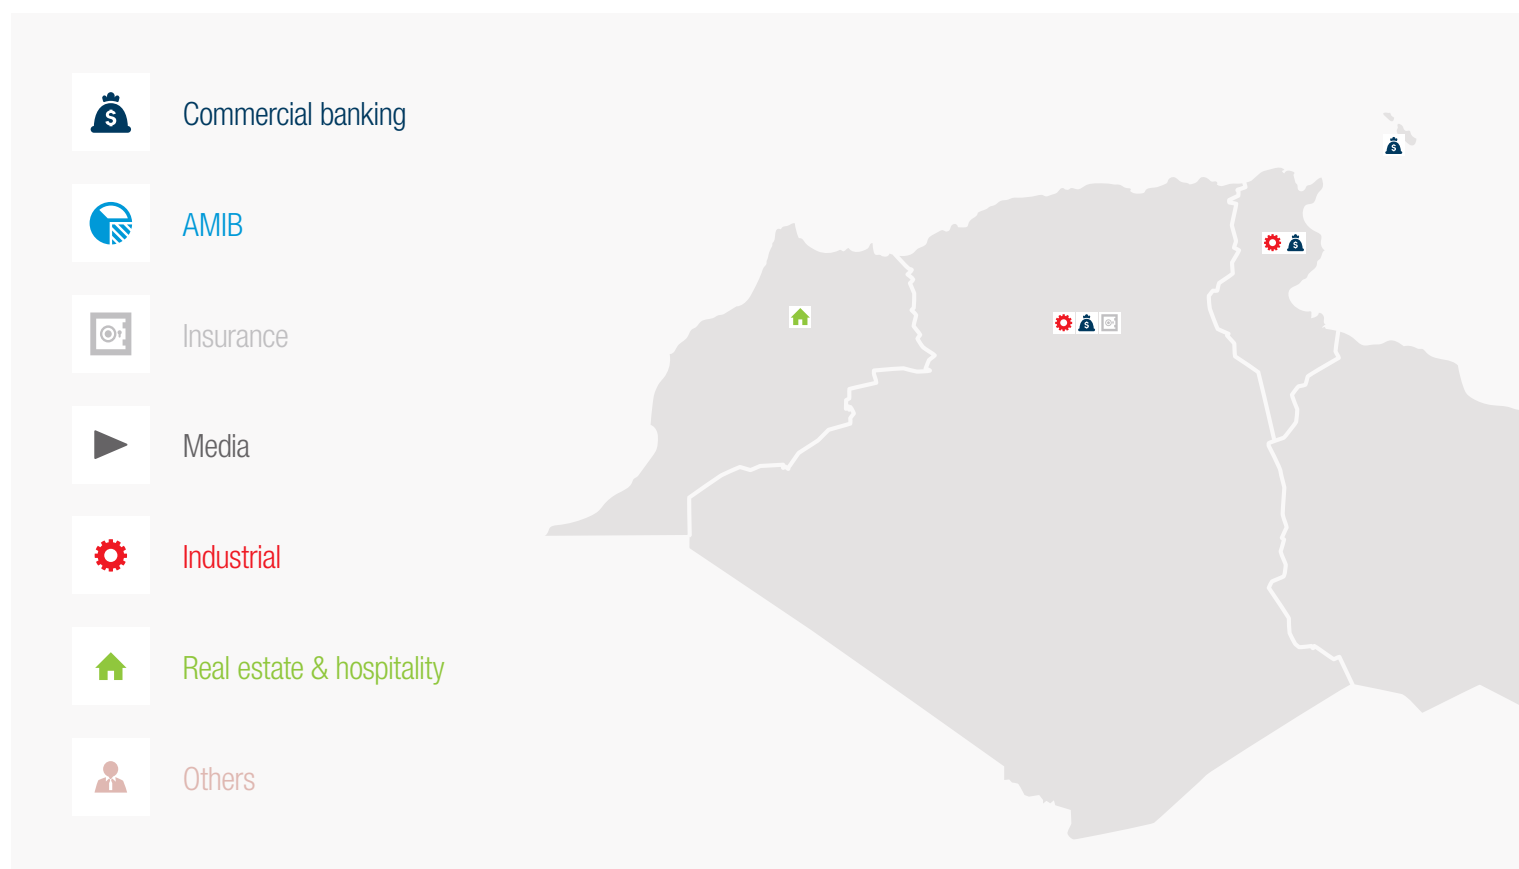 Commercial banking
AMIB
Insurance
Media
Industrial
Real estate & hospitality
Others